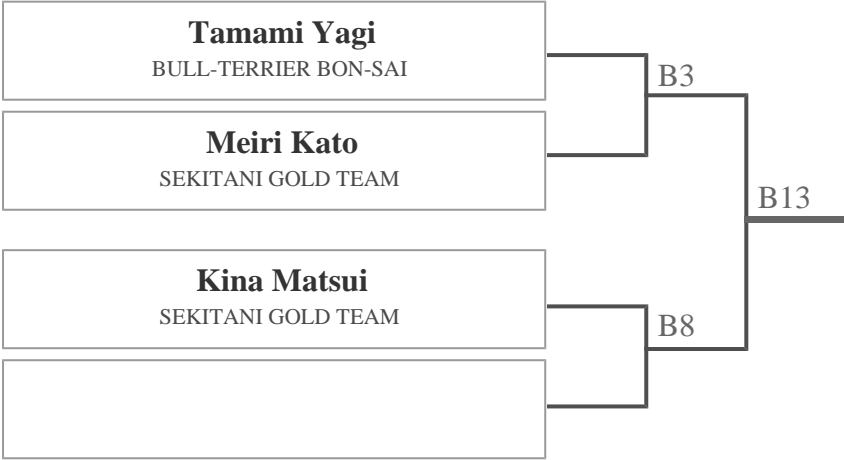 Tamami Yagi
BULL-TERRIER BON-SAI
B3
Meiri Kato
SEKITANI GOLD TEAM
B13
Kina Matsui
SEKITANI GOLD TEAM
B8